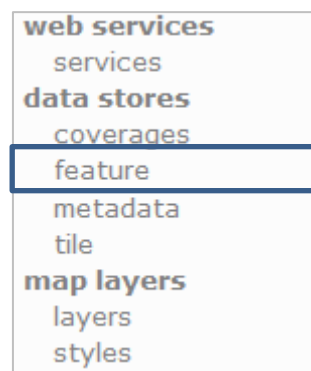 web services
services
data stores
coverages
feature
metadata
tile
map layers
layers
styles